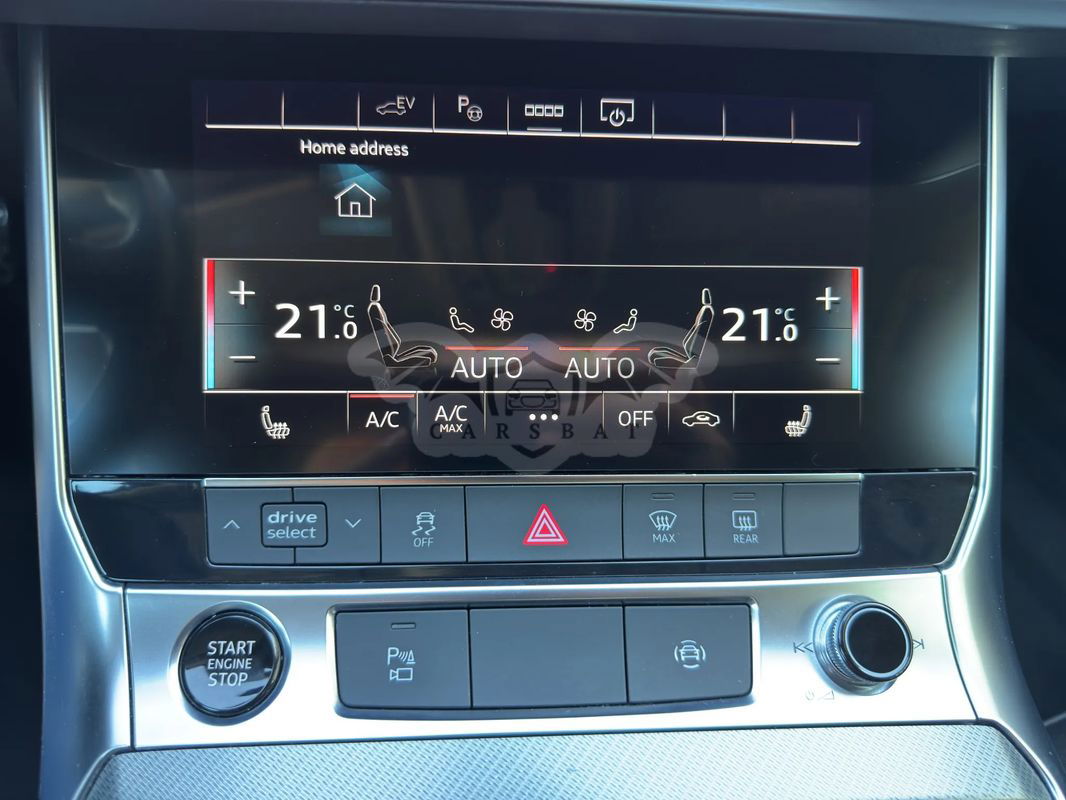 EV
P
Home address
21.0 °C
21.0 °C
AUTO
AUTO
A/C
A/C MAX
OFF
CARSBAT
drive select
OFF
MAX
REAR
START ENGINE STOP
P